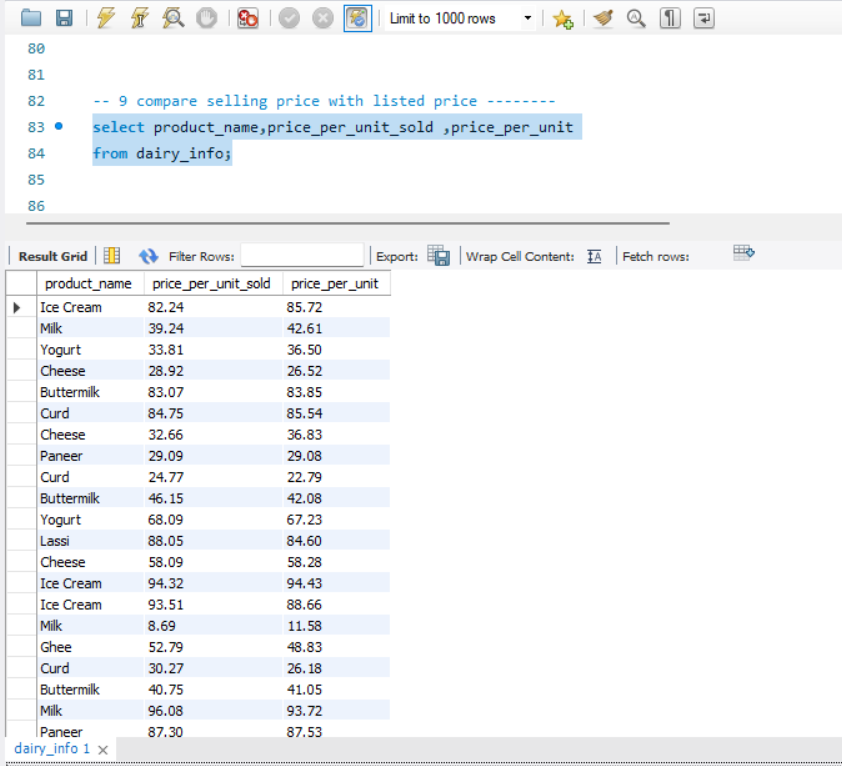 Limit to 1000 rows
80
81
82 -- 9 compare selling price with listed price --------
83 select product_name,price_per_unit_sold ,price_per_unit
84 from dairy_info;
85
86
Result Grid Filter Rows: Export: Wrap Cell Content: Fetch rows:
product_name price_per_unit_sold price_per_unit
Ice Cream 82.24 85.72
Milk 39.24 42.61
Yogurt 33.81 36.50
Cheese 28.92 26.52
Buttermilk 83.07 83.85
Curd 84.75 85.54
Cheese 32.66 36.83
Paneer 29.09 29.08
Curd 24.77 22.79
Buttermilk 46.15 42.08
Yogurt 68.09 67.23
Lassi 88.05 84.60
Cheese 58.09 58.28
Ice Cream 94.32 94.43
Ice Cream 93.51 88.66
Milk 8.69 11.58
Ghee 52.79 48.83
Curd 30.27 26.18
Buttermilk 40.75 41.05
Milk 96.08 93.72
Paneer 87.30 87.53
dairy_info 1